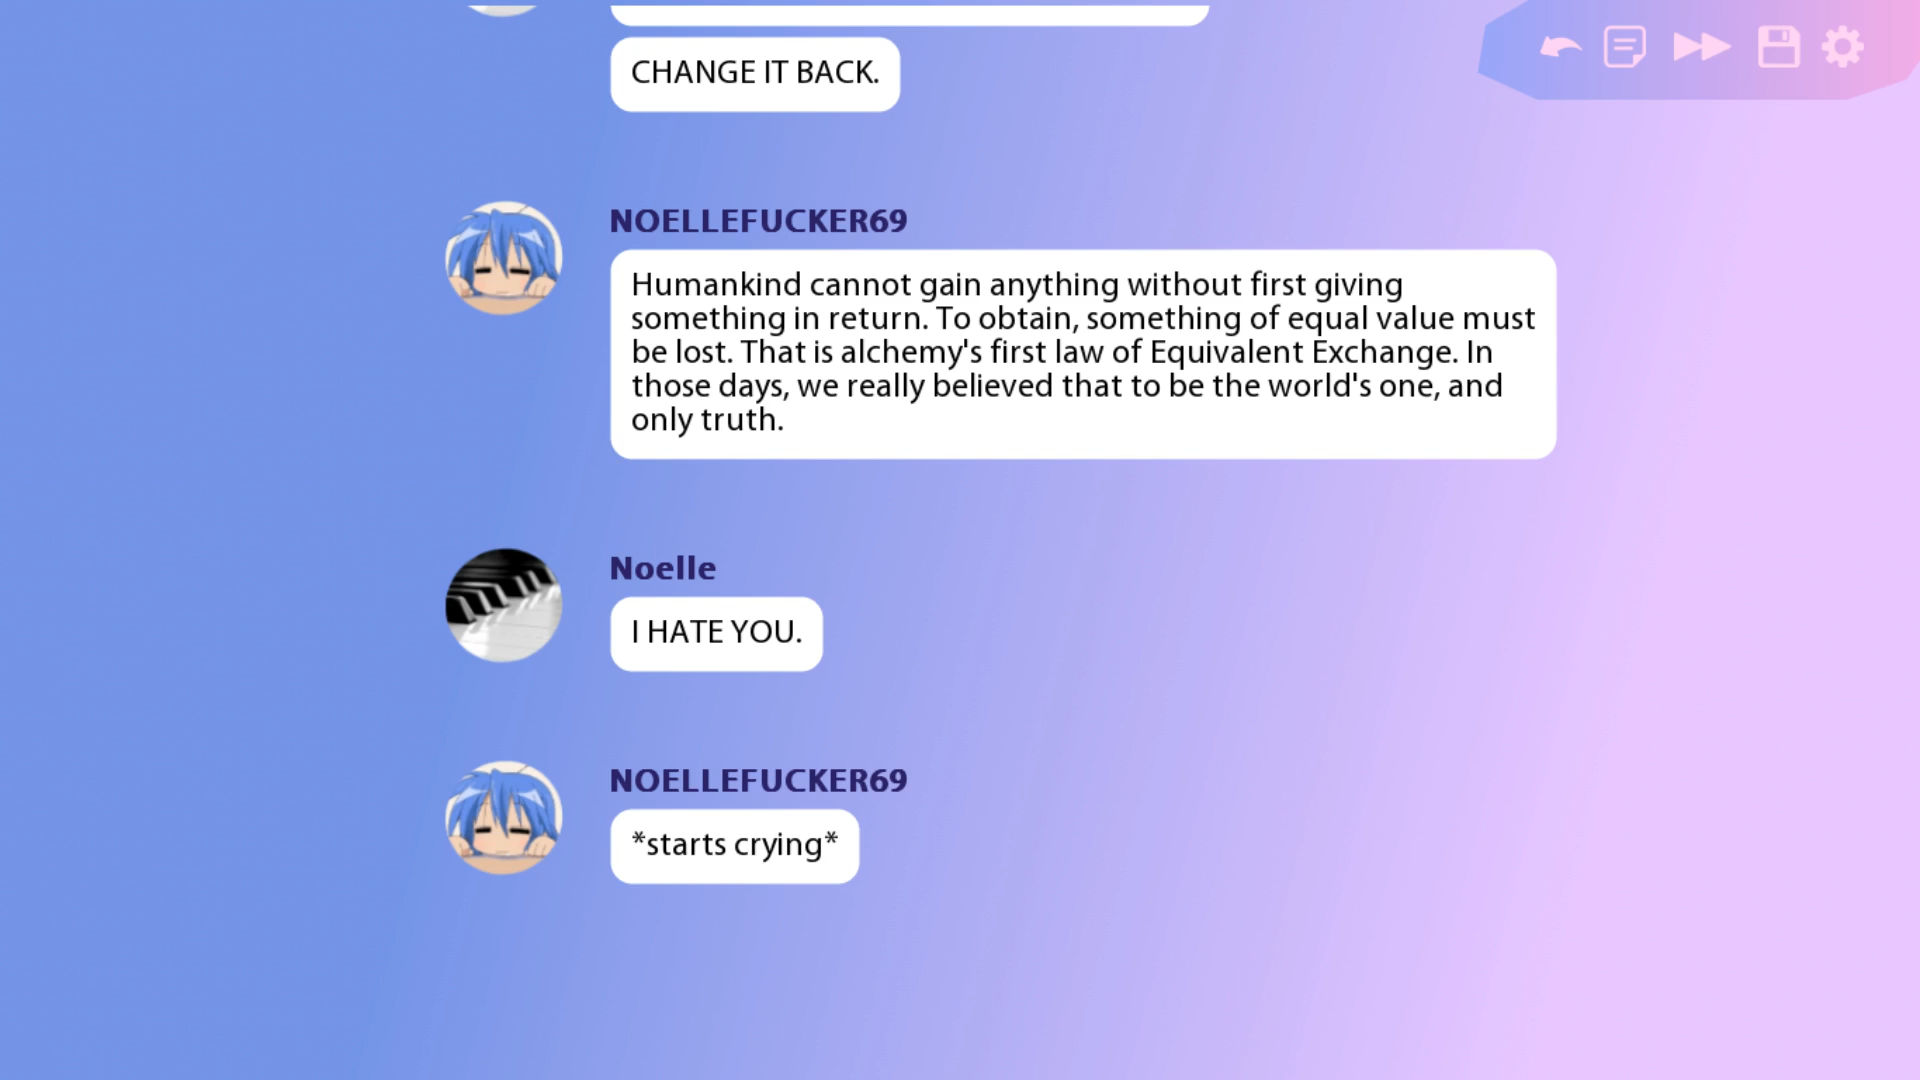 CHANGE IT BACK.
NOELLEFUCKER69
Humankind cannot gain anything without first giving
something in return. To obtain, something of equal value must
be lost. That is alchemy's first law of Equivalent Exchange. In
those days, we really believed that to be the world's one, and
only truth.
Noelle
I HATE YOU.
NOELLEFUCKER69
*starts crying*